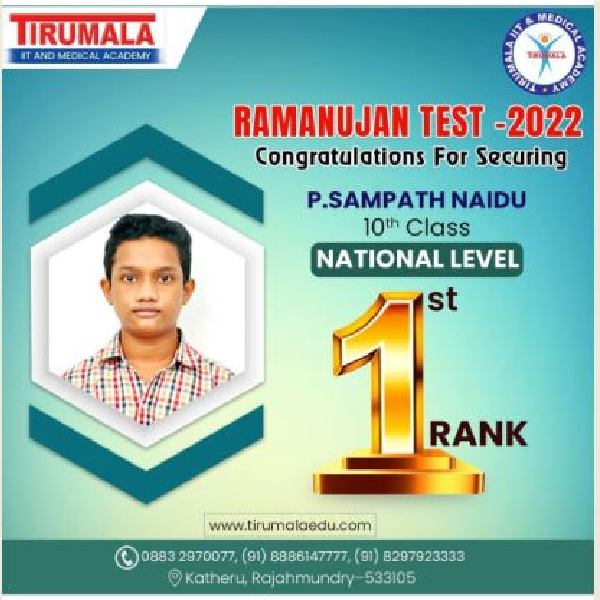 TIRUMALA
IIT AND MEDICAL ACADEMY
TIRUMALA IIT & MEDICAL ACADEMY
TIRUMALA
RAMANUJAN TEST -2022
Congratulations For Securing
P.SAMPATH NAIDU
10th Class
NATIONAL LEVEL
1st
RANK
www.tirumalaedu.com
0883 2970077, (91) 8886147777, (91) 8297923333
Katheru, Rajahmundry-533105